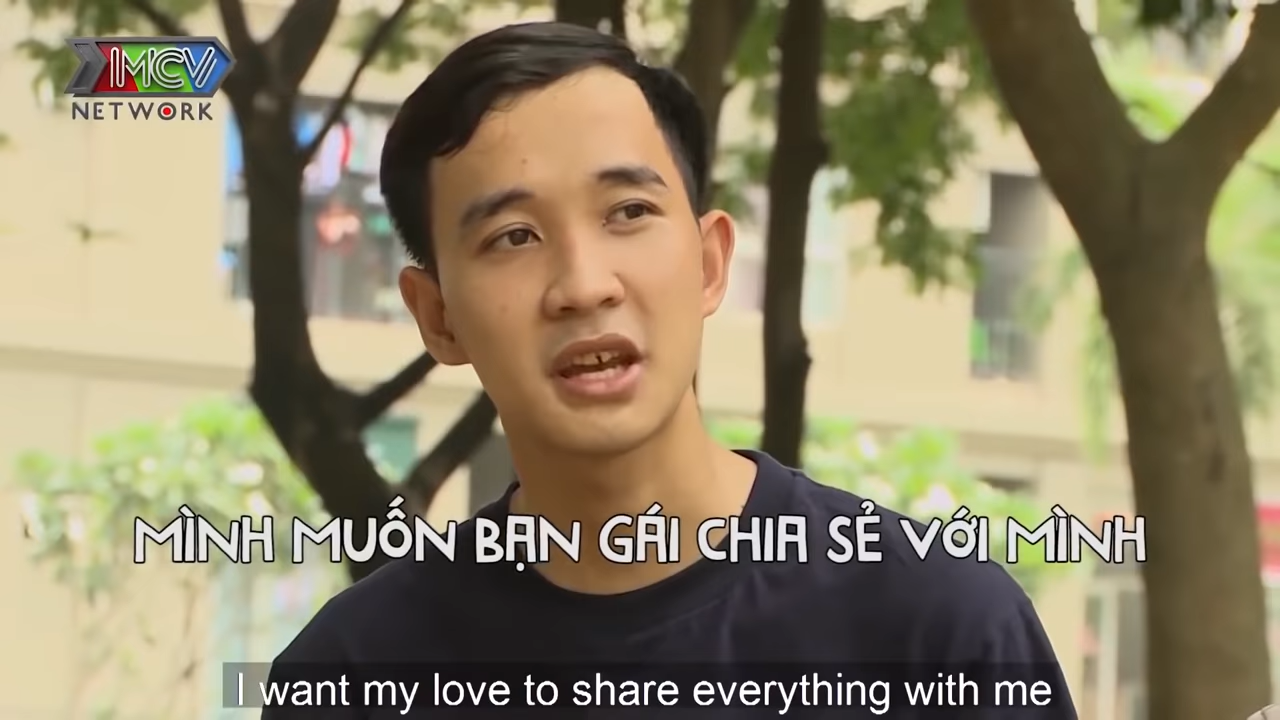 MCV
NETWORK
MÌNH MUỐN BẠN GÁI CHIA SẺ VỚI MÌNH
I want my love to share everything with me